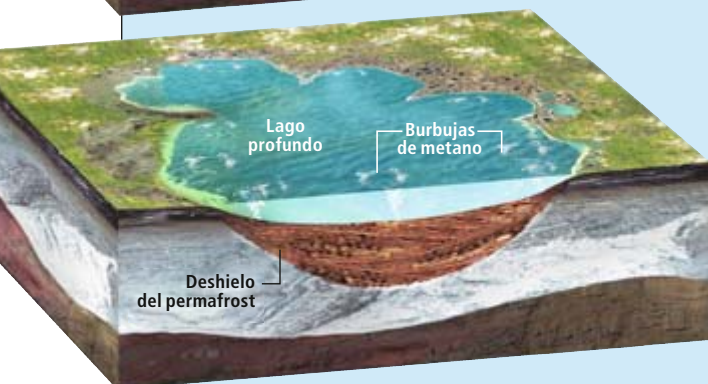 Lago
profundo
Burbujas
de metano
Deshielo
del permafrost